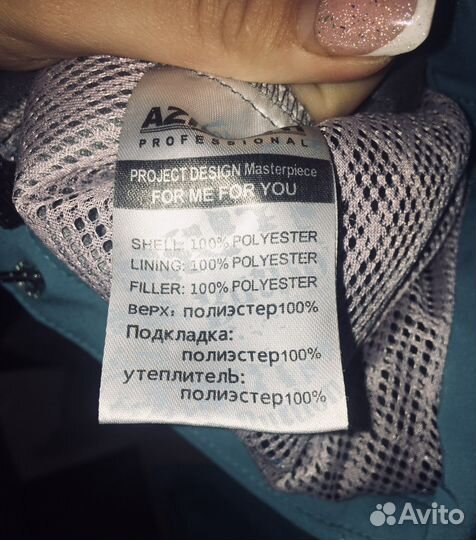 PROFESSIONAL
PROJECT DESIGN Masterpiece
FOR ME FOR YOU
SHELL: 100% POLYESTER
LINING: 100% POLYESTER
FILLER: 100% POLYESTER
верх: полиэстер100%
Подкладка:
полиэстер100%
утеплителЬ:
полиэстер100%
Avito